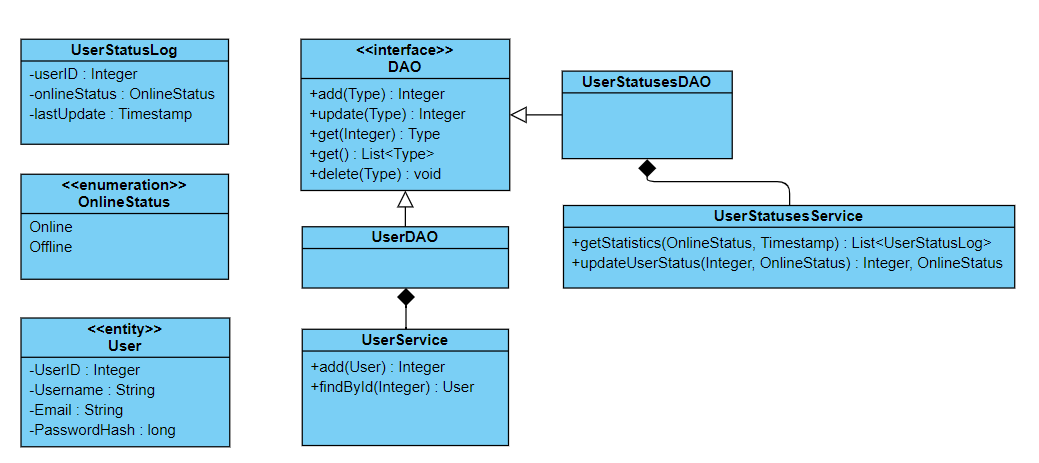 UserStatusLog
-userID : Integer
-onlineStatus : OnlineStatus
-lastUpdate : Timestamp
<<enumeration>>
OnlineStatus
Online
Offline
<<entity>>
User
-UserID : Integer
-Username : String
-Email : String
-PasswordHash : long
<<interface>>
DAO
+add(Type) : Integer
+update(Type) : Integer
+get(Integer) : Type
+get() : List<Type>
+delete(Type) : void
UserDAO
UserService
+add(User) : Integer
+findById(Integer) : User
UserStatusesDAO
UserStatusesService
+getStatistics(OnlineStatus, Timestamp) : List<UserStatusLog>
+updateUserStatus(Integer, OnlineStatus) : Integer, OnlineStatus